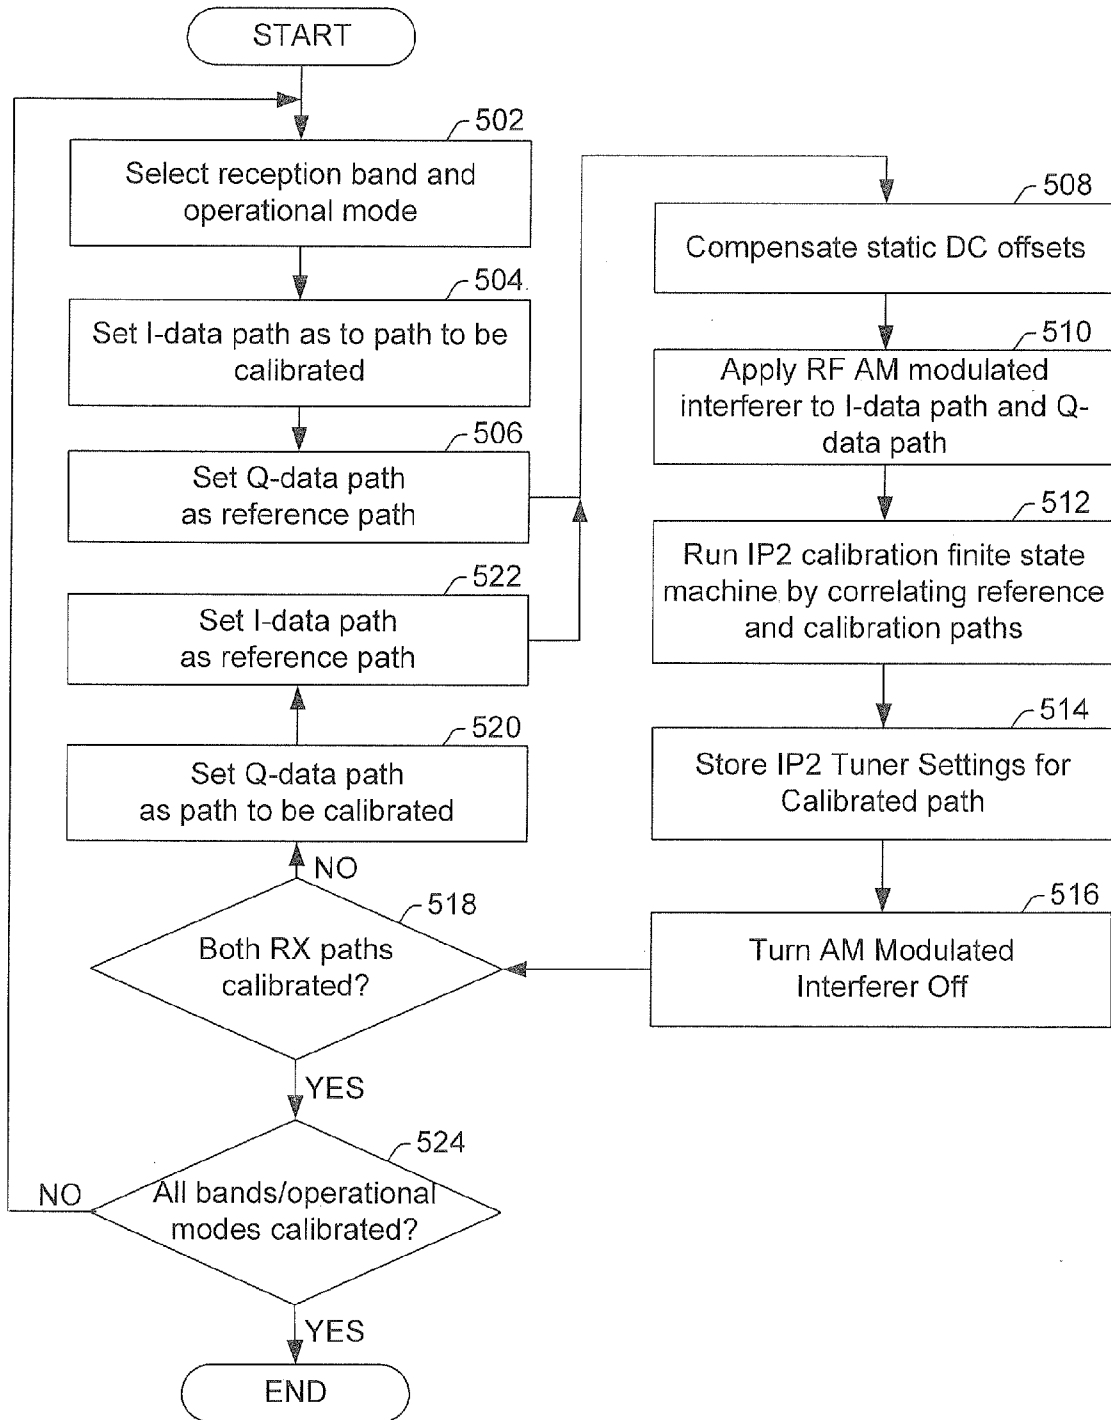 START
502
Select reception band and
operational mode
504
Set I-data path as to path to be
calibrated
506
Set Q-data path
as reference path
522
Set I-data path
as reference path
520
Set Q-data path
as path to be calibrated
NO
518
Both RX paths
calibrated?
YES
524
NO
All bands/operational
modes calibrated?
YES
END
508
Compensate static DC offsets
510
Apply RF AM modulated
interferer to I-data path and Q-
data path
512
Run IP2 calibration finite state
machine by correlating reference
and calibration paths
514
Store IP2 Tuner Settings for
Calibrated path
516
Turn AM Modulated
Interferer Off